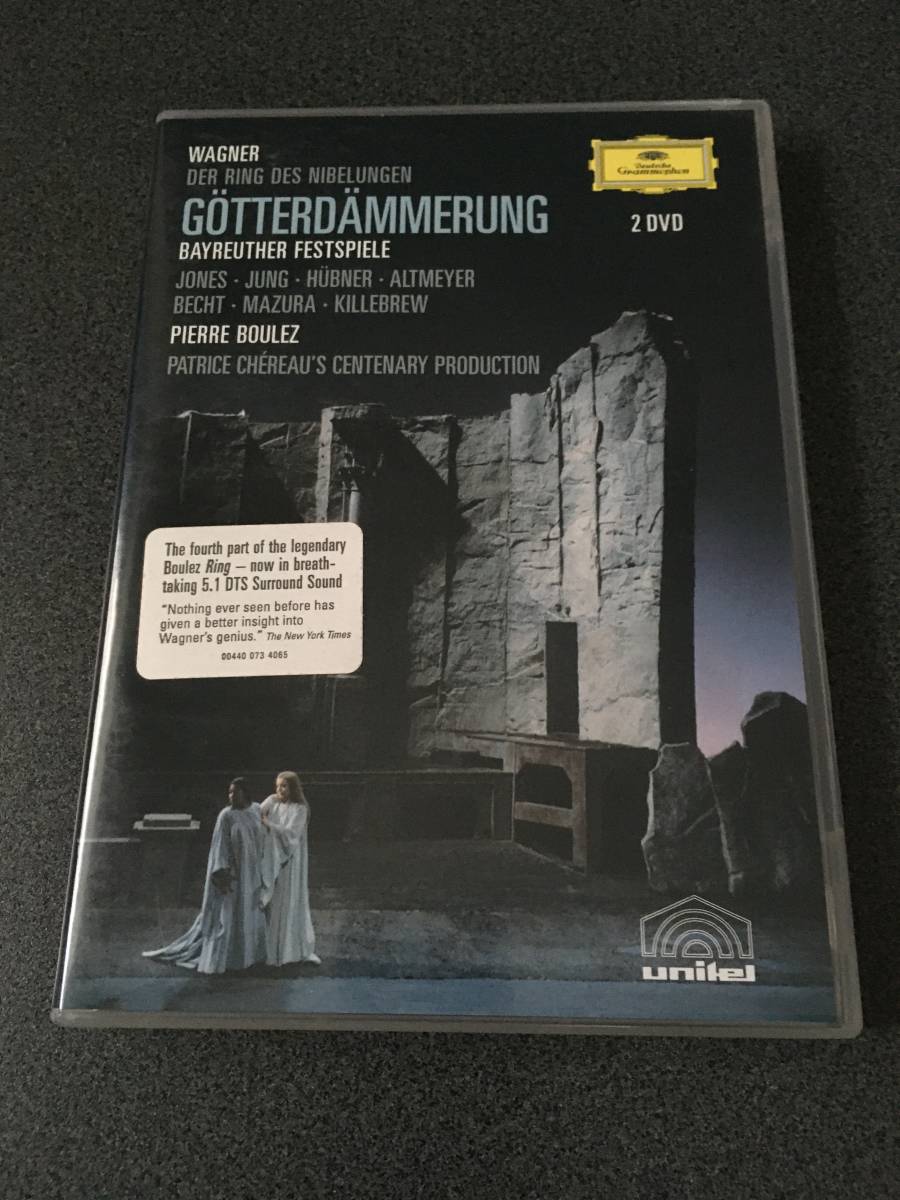 WAGNER
DER RING DES NIBELUNGEN
GÖTTERDÄMMERUNG
BAYREUTHER FESTSPIELE
JONES · JUNG · HÜBNER · ALTMEYER
BECHT · MAZURA · KILLEBREW
PIERRE BOULEZ
PATRICE CHÉREAU'S CENTENARY PRODUCTION
Deutsche
Grammophon
2 DVD
The fourth part of the legendary
Boulez Ring – now in breath-
taking 5.1 DTS Surround Sound
"Nothing ever seen before has
given a better insight into
Wagner's genius." The New York Times
00440 073 4065
unitel